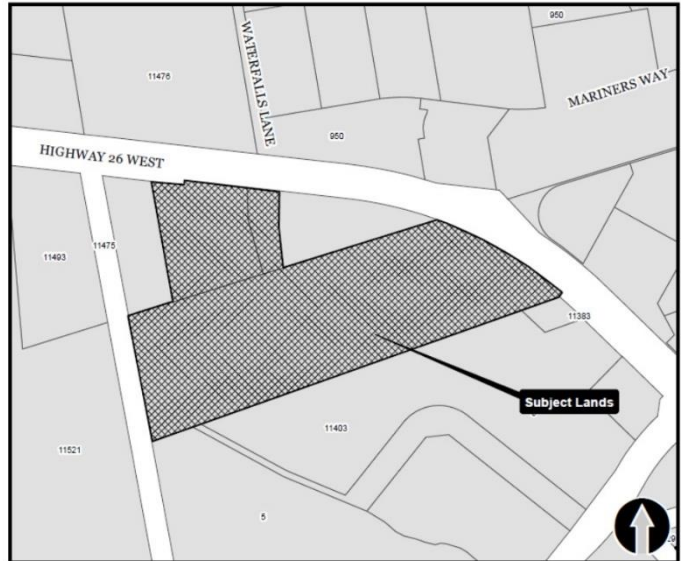 950
WATERFALLS LANE
11476
MARINERS WAY
950
HIGHWAY 26 WEST
11475
11493
11383
Subject Lands
11403
11521
5